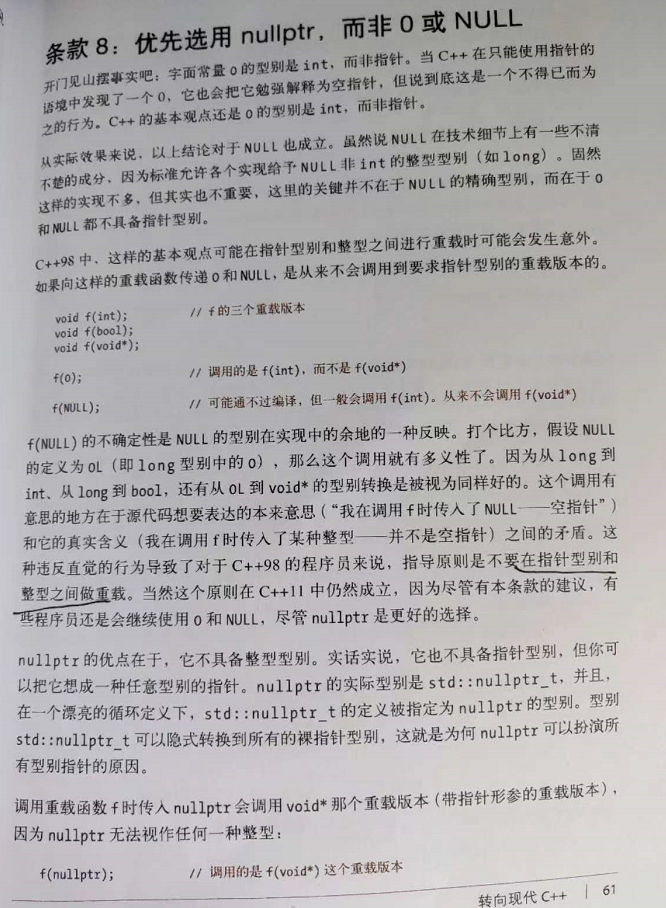 条款 8：优先选用 nullptr，而非 0 或 NULL
开门见山摆事实吧：字面常量 0 的型别是 int，而非指针。当 C++ 在只能使用指针的
语境中发现了一个 0，它也会把它勉强解释为空指针，但说到底这是一个不得已而为
之的行为。C++ 的基本观点还是 0 的型别是 int，而非指针。
从实际效果来说，以上结论对于 NULL 也成立。虽然说 NULL 在技术细节上有一些不清
不楚的成分，因为标准允许各个实现给予 NULL 非 int 的整型型别（如 long）。固然
这样的实现不多，但其实也不重要，这里的关键并不在于 NULL 的精确型别，而在于 0
和 NULL 都不具备指针型别。
C++98 中，这样的基本观点可能在指针型别和整型之间进行重载时可能会发生意外。
如果向这样的重载函数传递 0 和 NULL，是从来不会调用到要求指针型别的重载版本的。
void f(int); // f 的三个重载版本
void f(bool);
void f(void*);
f(0); // 调用的是 f(int)，而不是 f(void*)
f(NULL); // 可能通不过编译，但一般会调用 f(int)。从来不会调用 f(void*)
f(NULL) 的不确定性是 NULL 的型别在实现中的余地的一种反映。打个比方，假设 NULL
的定义为 0L（即 long 型别中的 0），那么这个调用就有多义性了。因为从 long 到
int、从 long 到 bool，还有从 0L 到 void* 的型别转换是被视为同样好的。这个调用有
意思的地方在于源代码想要表达的本来意思（“我在调用 f 时传入了 NULL——空指针”）
和它的真实含义（我在调用 f 时传入了某种整型——并不是空指针）之间的矛盾。这
种违反直觉的行为导致了对于 C++98 的程序员来说，指导原则是不要在指针型别和
整型之间做重载。当然这个原则在 C++11 中仍然成立，因为尽管有本条款的建议，有
些程序员还是会继续使用 0 和 NULL，尽管 nullptr 是更好的选择。
nullptr 的优点在于，它不具备整型型别。实话实说，它也不具备指针型别，但你可
以把它想成一种任意型别的指针。nullptr 的实际型别是 std::nullptr_t，并且，
在一个漂亮的循环定义下，std::nullptr_t 的定义被指定为 nullptr 的型别。型别
std::nullptr_t 可以隐式转换到所有的裸指针型别，这就是为何 nullptr 可以扮演所
有型别指针的原因。
调用重载函数 f 时传入 nullptr 会调用 void* 那个重载版本（带指针形参的重载版本），
因为 nullptr 无法视作任何一种整型：
f(nullptr); // 调用的是 f(void*) 这个重载版本
转向现代 C++ | 61